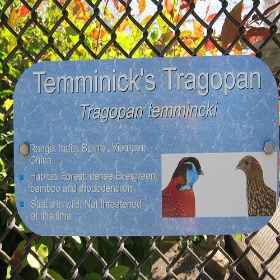 Temminick's Tragopan
Tragopan temmincki
Range: India, Burma, Vietnam,
China
Habitat: Forest, dense Evergreen,
bamboo and rhododendron
Status in wild: Not threatened
at this time